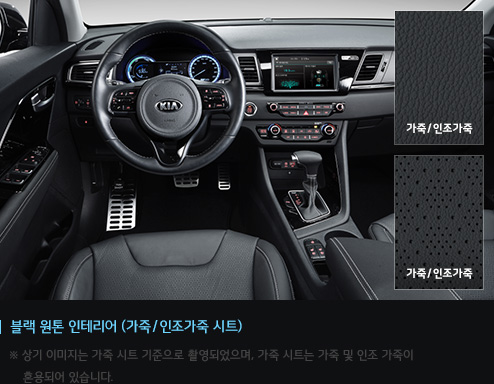 KIA
가죽/인조가죽
가죽/인조가죽
블랙 원톤 인테리어 (가죽/인조가죽 시트)
※ 상기 이미지는 가죽 시트 기준으로 촬영되었으며, 가죽 시트는 가죽 및 인조 가죽이
혼용되어 있습니다.